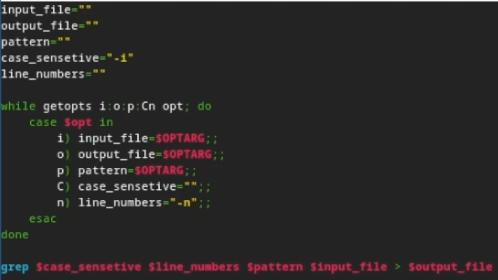 input_file=""
output_file=""
pattern=""
case_sensetive="-i"
line_numbers=""
while getopts i:o:p:Cn opt; do
case $opt in
i) input_file=$OPTARG;;
o) output_file=$OPTARG;;
p) pattern=$OPTARG;;
C) case_sensetive="";;
n) line_numbers="-n";;
esac
done
grep $case_sensetive $line_numbers $pattern $input_file > $output_file